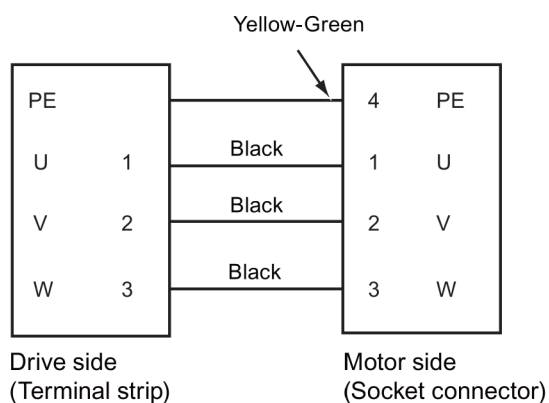 Yellow-Green
PE 4 PE
U 1 Black 1 U
V 2 Black 2 V
W 3 Black 3 W
Drive side
(Terminal strip)
Motor side
(Socket connector)